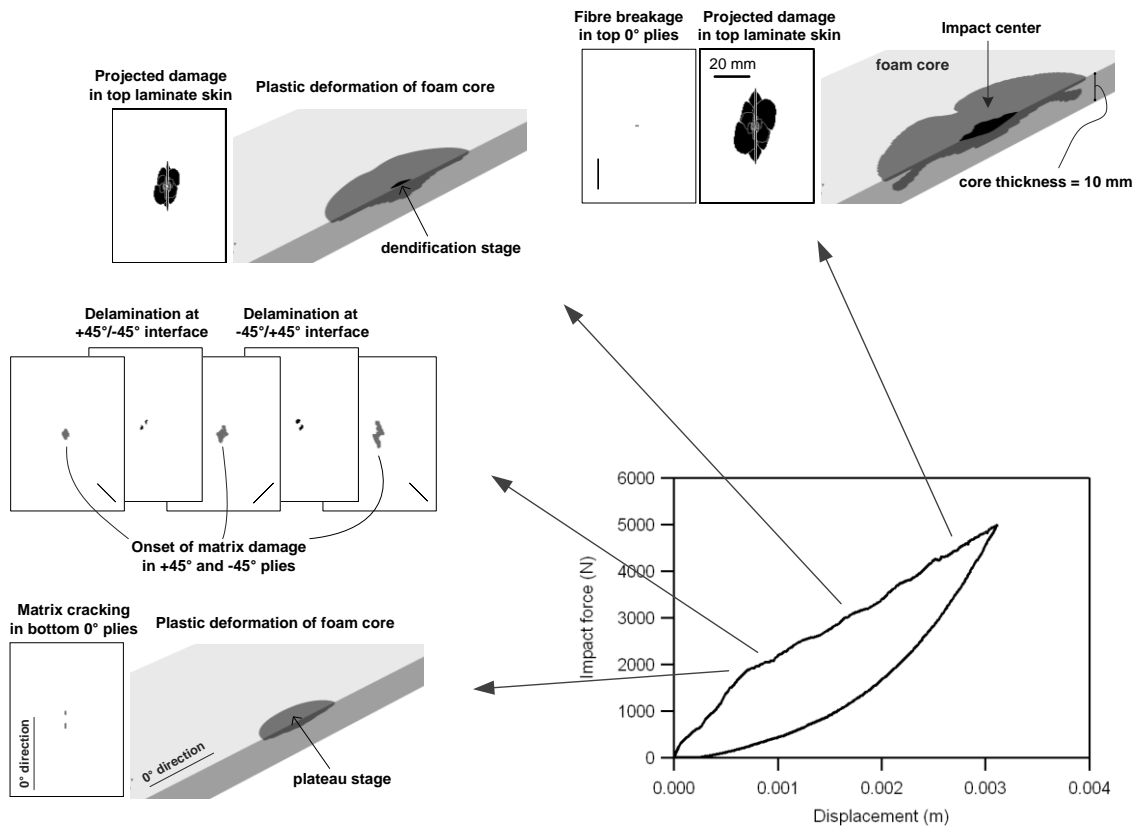 Fibre breakage
in top 0° plies
Projected damage
in top laminate skin
20 mm
Impact center
foam core
core thickness = 10 mm
Projected damage
in top laminate skin
Plastic deformation of foam core
dendification stage
Delamination at
+45°/-45° interface
Delamination at
-45°/+45° interface
Onset of matrix damage
in +45° and -45° plies
Matrix cracking
in bottom 0° plies
Plastic deformation of foam core
0° direction
0° direction
plateau stage
6000
5000
4000
3000
2000
1000
0
Impact force (N)
0.000
0.001
0.002
0.003
0.004
Displacement (m)